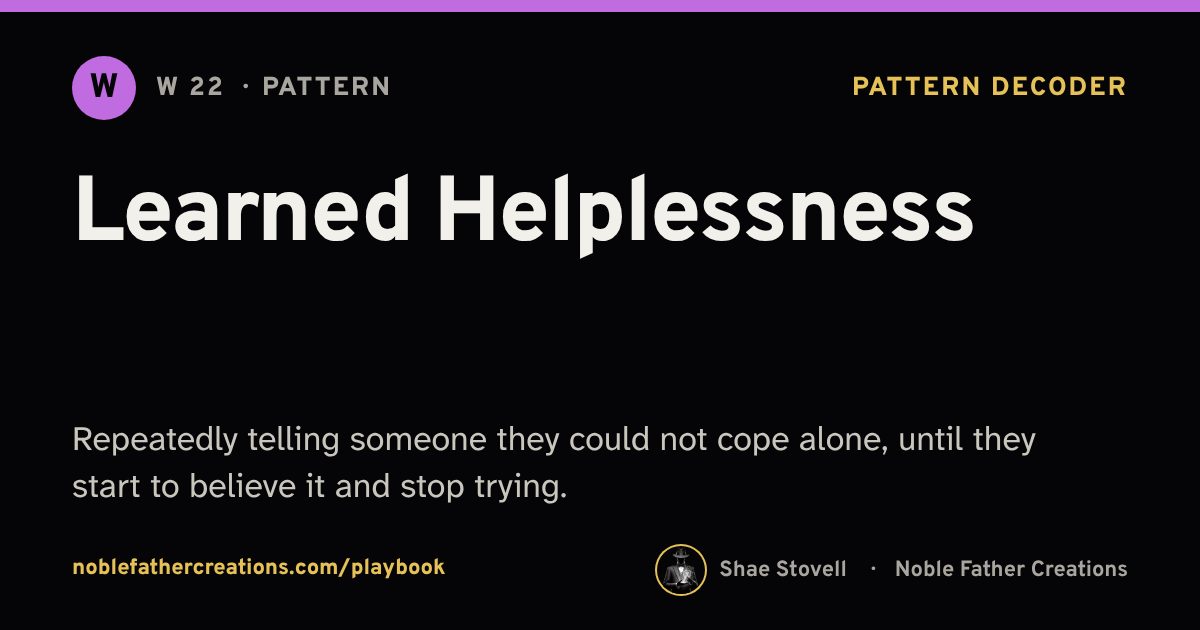 W W 22 · PATTERN
PATTERN DECODER
Learned Helplessness
Repeatedly telling someone they could not cope alone, until they
start to believe it and stop trying.
noblefathercreations.com/playbook
Shae Stovell · Noble Father Creations